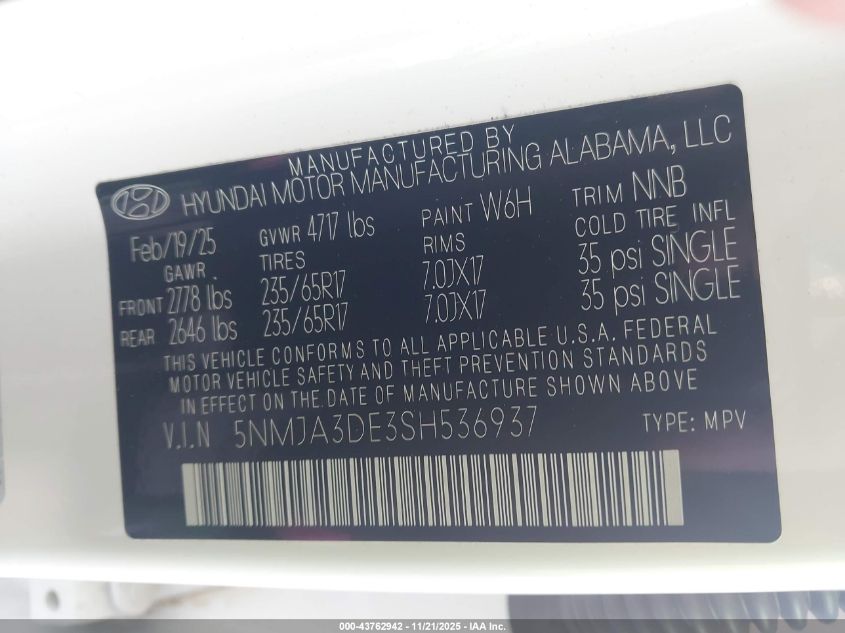 MANUFACTURED BY
HYUNDAI MOTOR MANUFACTURING ALABAMA, LLC
Feb/19/25 GVWR 4717 lbs PAINT W6H TRIM NNB
GAWR TIRES RIMS COLD TIRE INFL
FRONT 2778 lbs 235/65R17 7.0JX17 35 psi SINGLE
REAR 2646 lbs 235/65R17 7.0JX17 35 psi SINGLE
THIS VEHICLE CONFORMS TO ALL APPLICABLE U.S.A. FEDERAL
MOTOR VEHICLE SAFETY AND THEFT PREVENTION STANDARDS
IN EFFECT ON THE DATE OF MANUFACTURE SHOWN ABOVE
V.I.N 5NMJA3DE3SH536937 TYPE: MPV
000-43762942 - 11/21/2025 - IAA Inc.